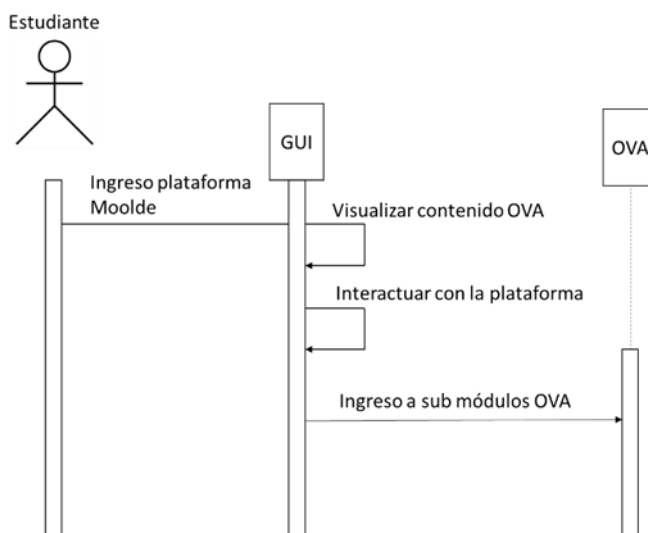 Estudiante
GUI
OVA
Ingreso plataforma
Moolde
Visualizar contenido OVA
Interactuar con la plataforma
Ingreso a sub módulos OVA